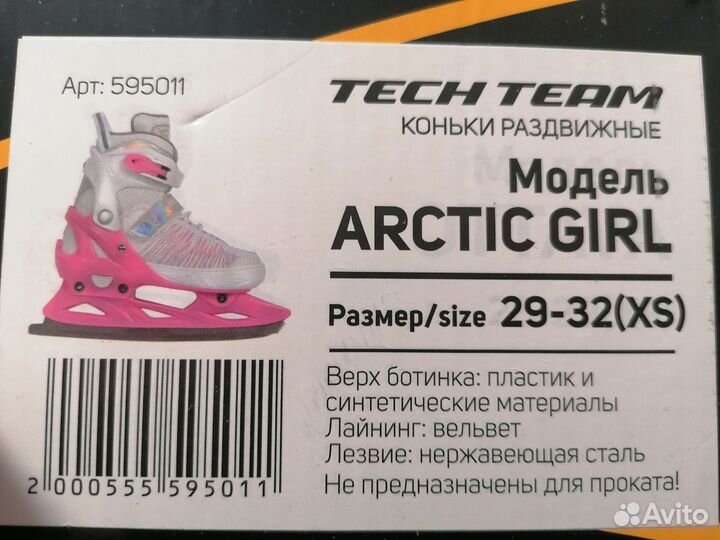 Арт: 595011
TECH TEAM
КОНЬКИ РАЗДВИЖНЫЕ
Модель
ARCTIC GIRL
Размер/size 29-32(XS)
Верх ботинка: пластик и
синтетические материалы
Лайнинг: вельвет
Лезвие: нержавеющая сталь
Не предназначены для проката!
2 000555 595011
Avito